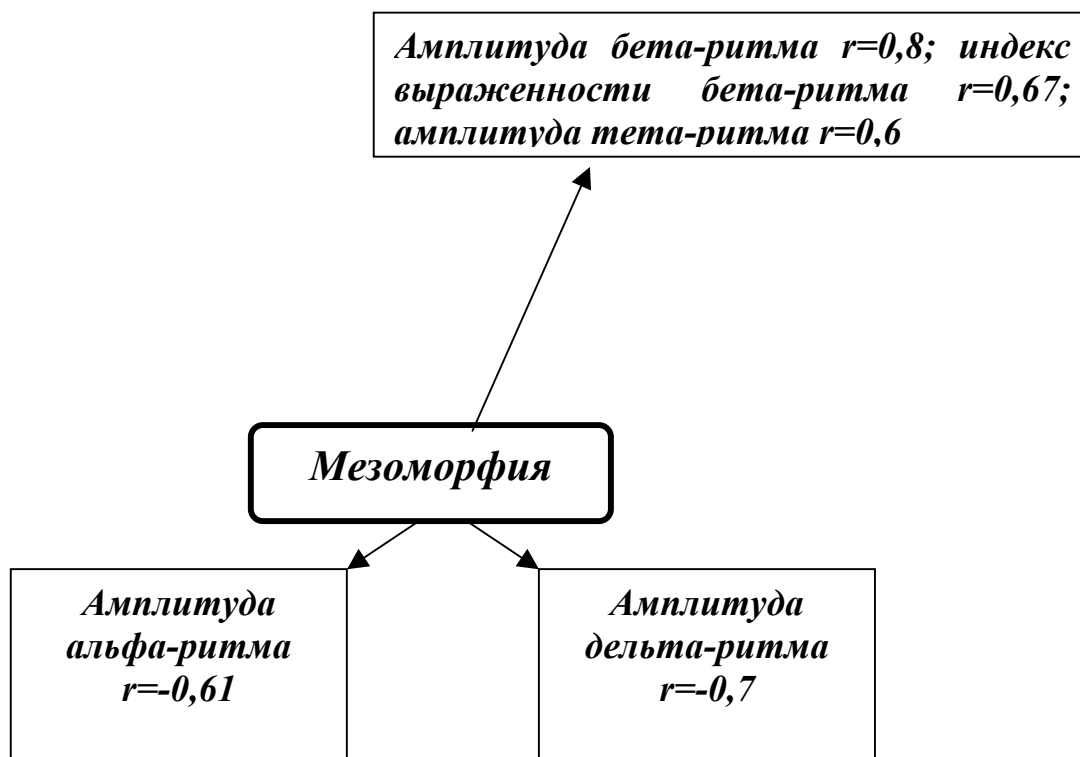 Амплитуда бета-ритма r=0,8; индекс
выраженности бета-ритма r=0,67;
амплитуда тета-ритма r=0,6
Мезоморфия
Амплитуда
альфа-ритма
r=-0,61
Амплитуда
дельта-ритма
r=-0,7